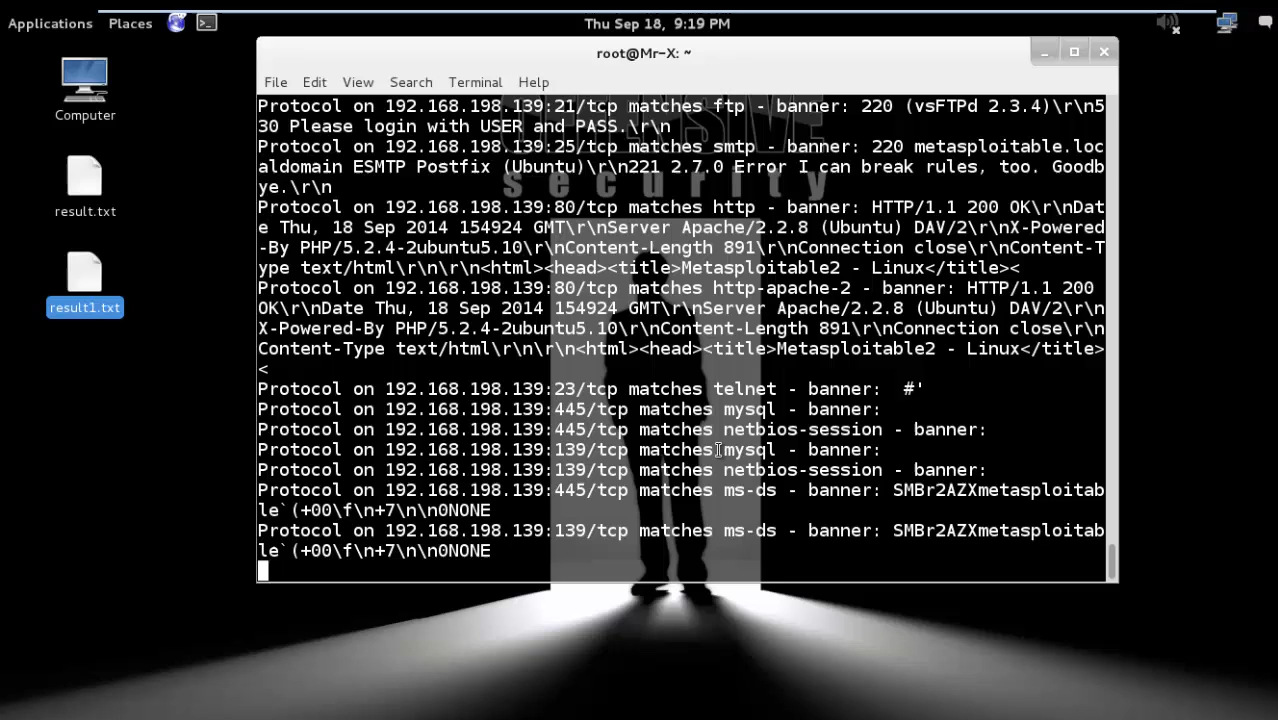 Applications Places Thu Sep 18, 9:19 PM
root@Mr-X: ~
File Edit View Search Terminal Help
Computer
result.txt
result1.txt
OFFENSIVE
security
Protocol on 192.168.198.139:21/tcp matches ftp - banner: 220 (vsFTPd 2.3.4)\r\n5
30 Please login with USER and PASS.\r\n
Protocol on 192.168.198.139:25/tcp matches smtp - banner: 220 metasploitable.loc
aldomain ESMTP Postfix (Ubuntu)\r\n221 2.7.0 Error I can break rules, too. Goodb
ye.\r\n
Protocol on 192.168.198.139:80/tcp matches http - banner: HTTP/1.1 200 OK\r\nDat
e Thu, 18 Sep 2014 154924 GMT\r\nServer Apache/2.2.8 (Ubuntu) DAV/2\r\nX-Powered
-By PHP/5.2.4-2ubuntu5.10\r\nContent-Length 891\r\nConnection close\r\nContent-T
ype text/html\r\n\r\n<html><head><title>Metasploitable2 - Linux</title><
Protocol on 192.168.198.139:80/tcp matches http-apache-2 - banner: HTTP/1.1 200
OK\r\nDate Thu, 18 Sep 2014 154924 GMT\r\nServer Apache/2.2.8 (Ubuntu) DAV/2\r\n
X-Powered-By PHP/5.2.4-2ubuntu5.10\r\nContent-Length 891\r\nConnection close\r\n
Content-Type text/html\r\n\r\n<html><head><title>Metasploitable2 - Linux</title>
<
Protocol on 192.168.198.139:23/tcp matches telnet - banner:  #'
Protocol on 192.168.198.139:445/tcp matches mysql - banner:
Protocol on 192.168.198.139:445/tcp matches netbios-session - banner:
Protocol on 192.168.198.139:139/tcp matches mysql - banner:
Protocol on 192.168.198.139:139/tcp matches netbios-session - banner:
Protocol on 192.168.198.139:445/tcp matches ms-ds - banner: SMBr2AZXmetasploitab
le`(+00\f\n+7\n\n0NONE
Protocol on 192.168.198.139:139/tcp matches ms-ds - banner: SMBr2AZXmetasploitab
le`(+00\f\n+7\n\n0NONE